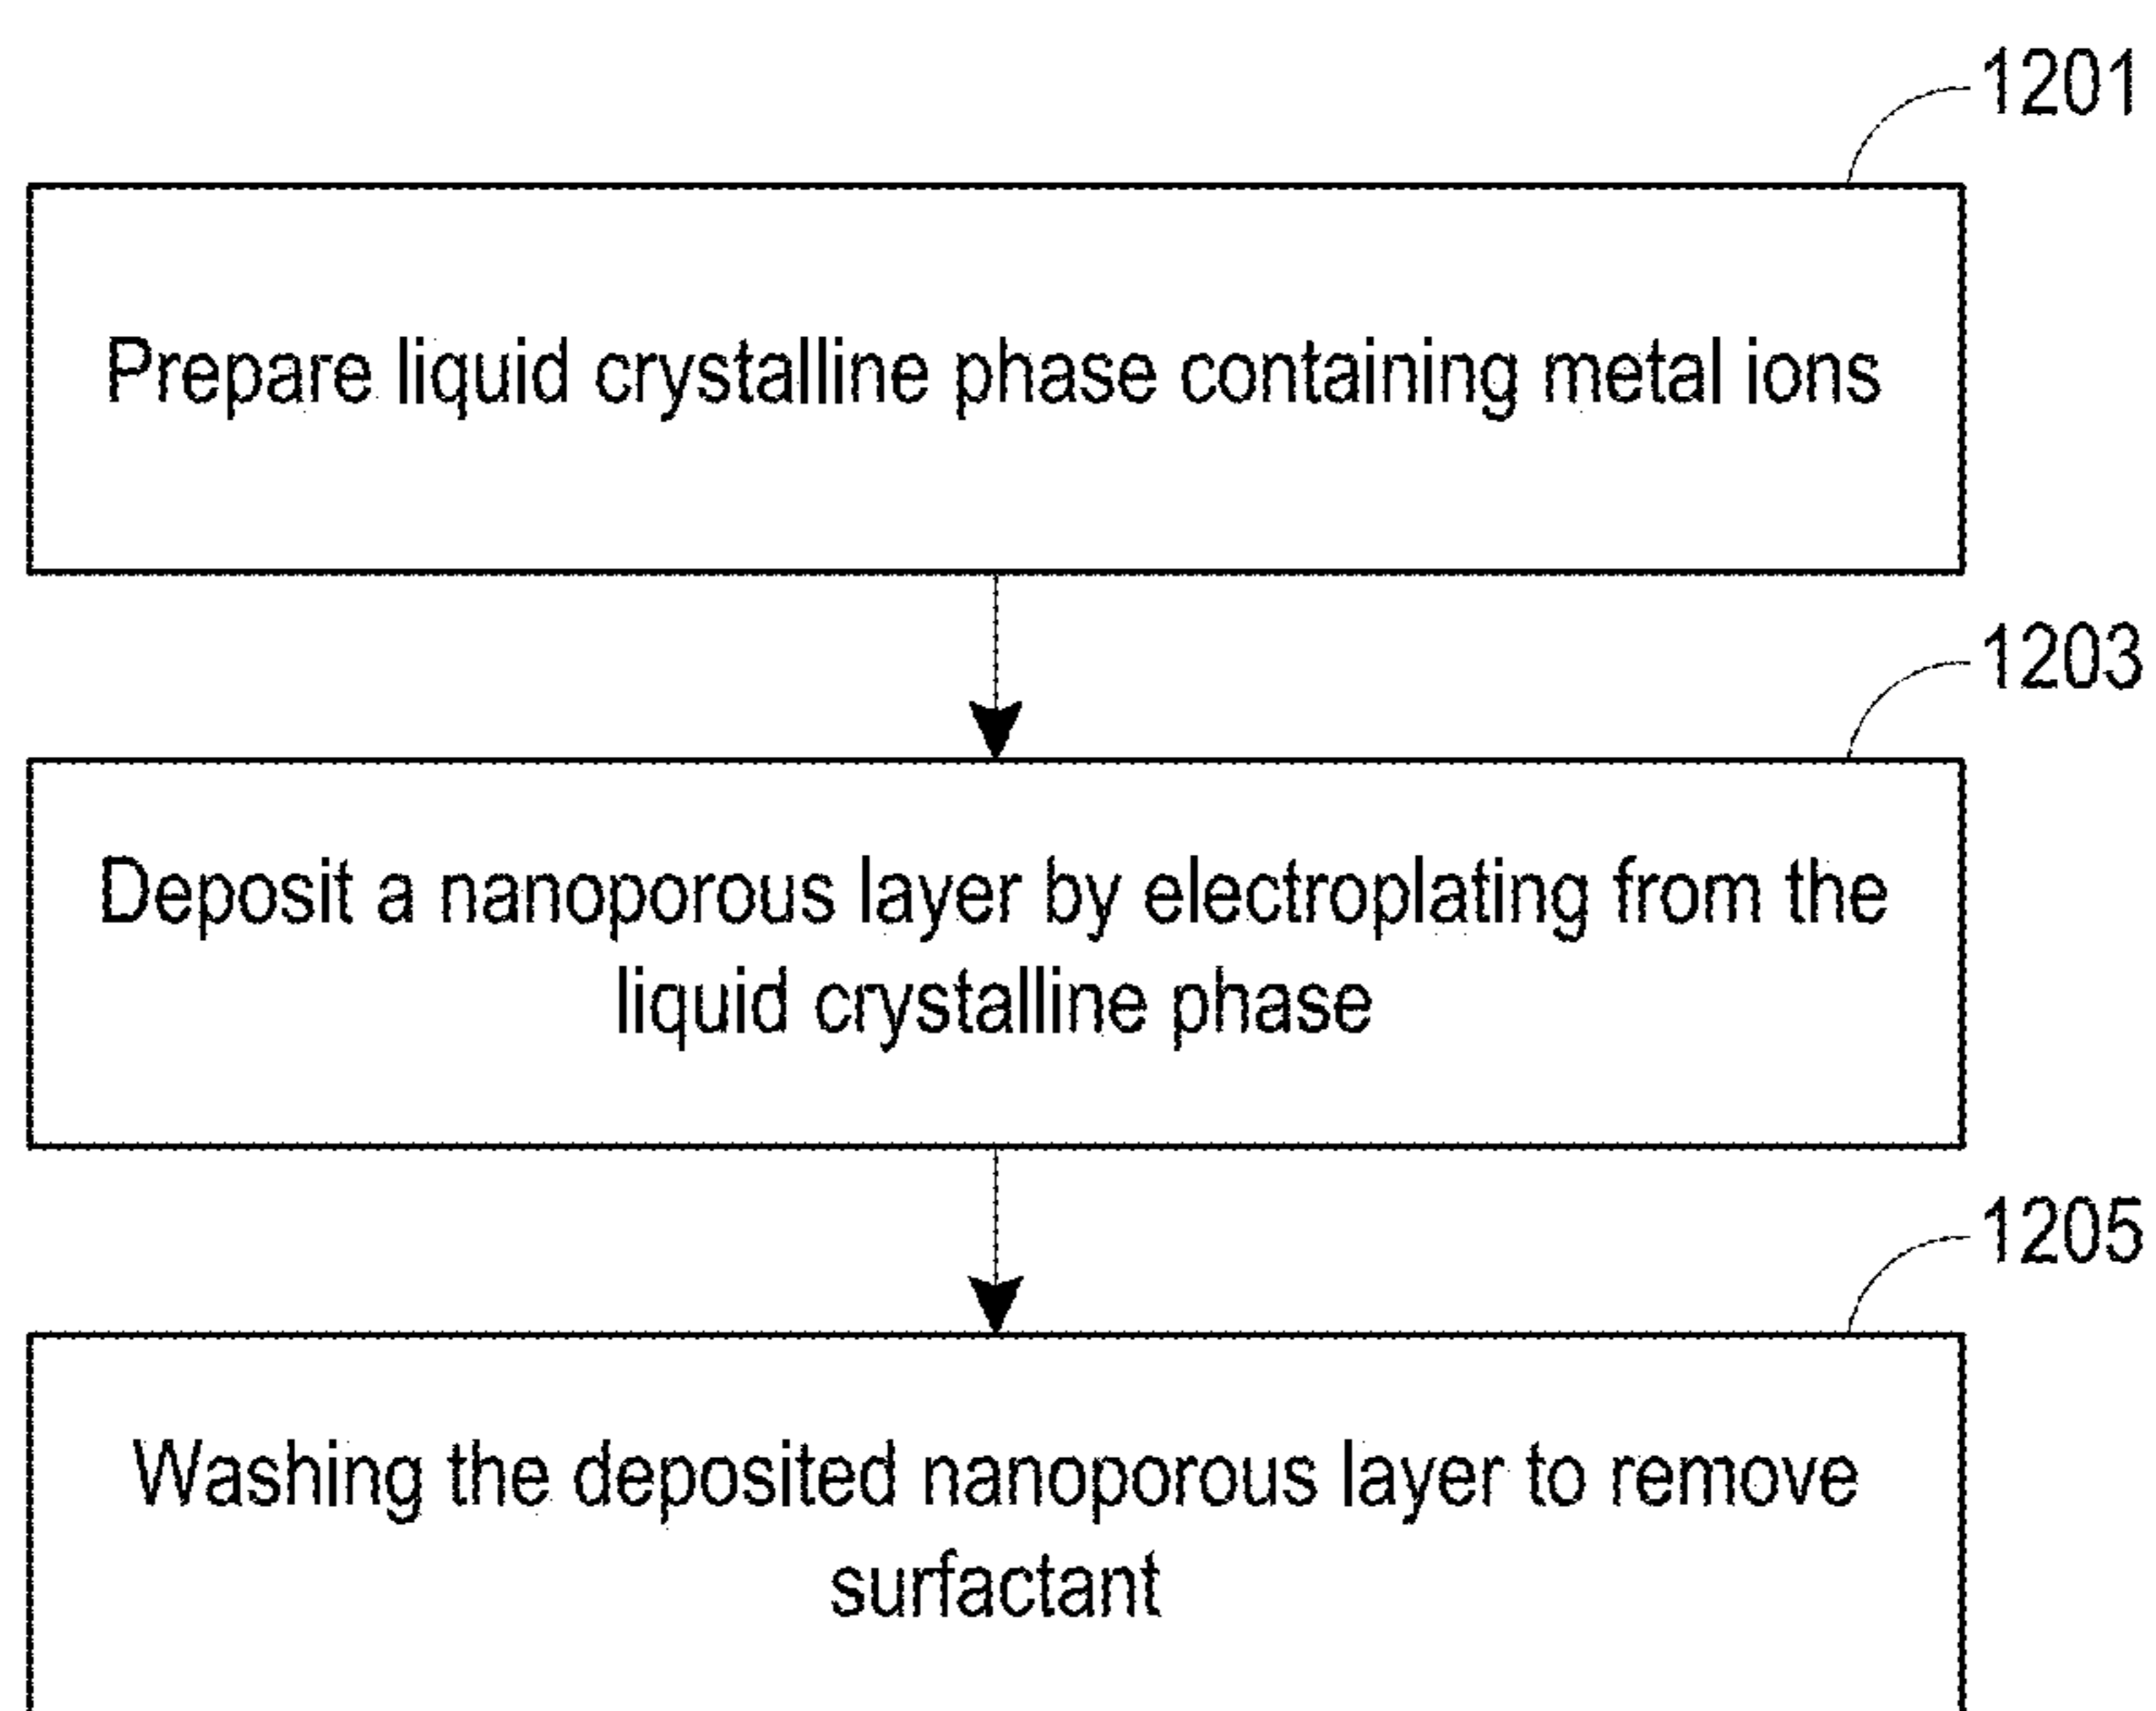 1201
Prepare liquid crystalline phase containing metal ions
1203
Deposit a nanoporous layer by electroplating from the
liquid crystalline phase
1205
Washing the deposited nanoporous layer to remove
surfactant